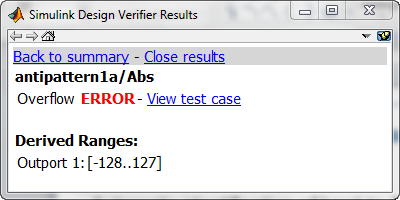 Simulink Design Verifier Results
Back to summary - Close results
antipattern1a/Abs
Overflow ERROR - View test case
Derived Ranges:
Outport 1: [-128..127]